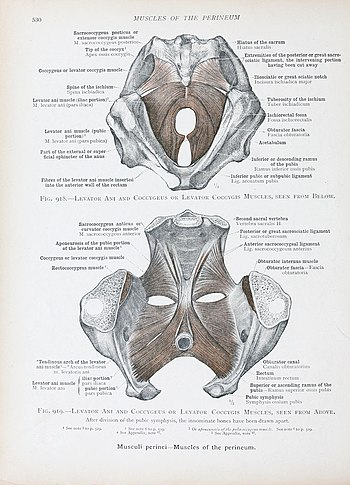 530
MUSCLES OF THE PERINEUM
Sacrococcygeus posticus or
extensor coccygis muscle
M. sacrococcygeus posterior
Tip of the coccyx
Apex ossis coccygis
Coccygeus or levator coccygis muscle
Spine of the ischium
Spina ischiadica
Levator ani muscle (iliac portion)
M. levator ani (pars iliaca)
Levator ani muscle (pubic
portion)
M. levator ani (pars pubica)
Part of the external or super-
ficial sphincter of the anus
Fibres of the levator ani muscle inserted
into the anterior wall of the rectum
Hiatus of the sacrum
Hiatus sacralis
Extremities of the posterior or great sacro-
sciatic ligament, the intervening portion
having been cut away
Iliosciatic or great sciatic notch
Incisura ischiadica major
Tuberosity of the ischium
Tuber ischiadicum
Ischiorectal fossa
Fossa ischiorectalis
Obturator fascia
Fascia obturatoria
Acetabulum
Inferior or descending ramus
of the pubis
Ramus inferior ossis pubis
Inferior pubic or subpubic ligament
Lig. arcuatum pubis
FIG. 918.—LEVATOR ANI AND COCCYGEUS OR LEVATOR COCCYGIS MUSCLES, SEEN FROM BELOW.
Sacrococcygeus anticus or
curvator coccygis muscle
M. sacrococcygeus anterior
Aponeurosis of the pubic portion
of the levator ani muscle
Coccygeus or levator coccygis muscle
Rectococcygeus muscle
"Tendinous arch of the levator
ani muscle"—"Arcus tendineus
m. levatoris ani
Levator ani muscle
M. levator ani
iliac portion
pars iliaca
pubic portion
pars pubica
Second sacral vertebra
Vertebra sacralis II
Posterior or great sacrosciatic ligament
Lig. sacrotuberosum
Anterior sacrococcygeal ligament
Lig. sacrococcygeum anterius
Obturator internus muscle
Obturator fascia—Fascia
obturatoria
Obturator canal
Canalis obturatorius
Rectum
Intestinum rectum
Superior or ascending ramus of the
pubis—Ramus superior ossis pubis
Pubic symphysis
Symphysis ossium pubis
FIG. 919.—LEVATOR ANI AND COCCYGEUS OR LEVATOR COCCYGIS MUSCLES, SEEN FROM ABOVE.
After division of the pubic symphysis, the innominate bones have been drawn apart.
Musculi perinei—Muscles of the perineum.